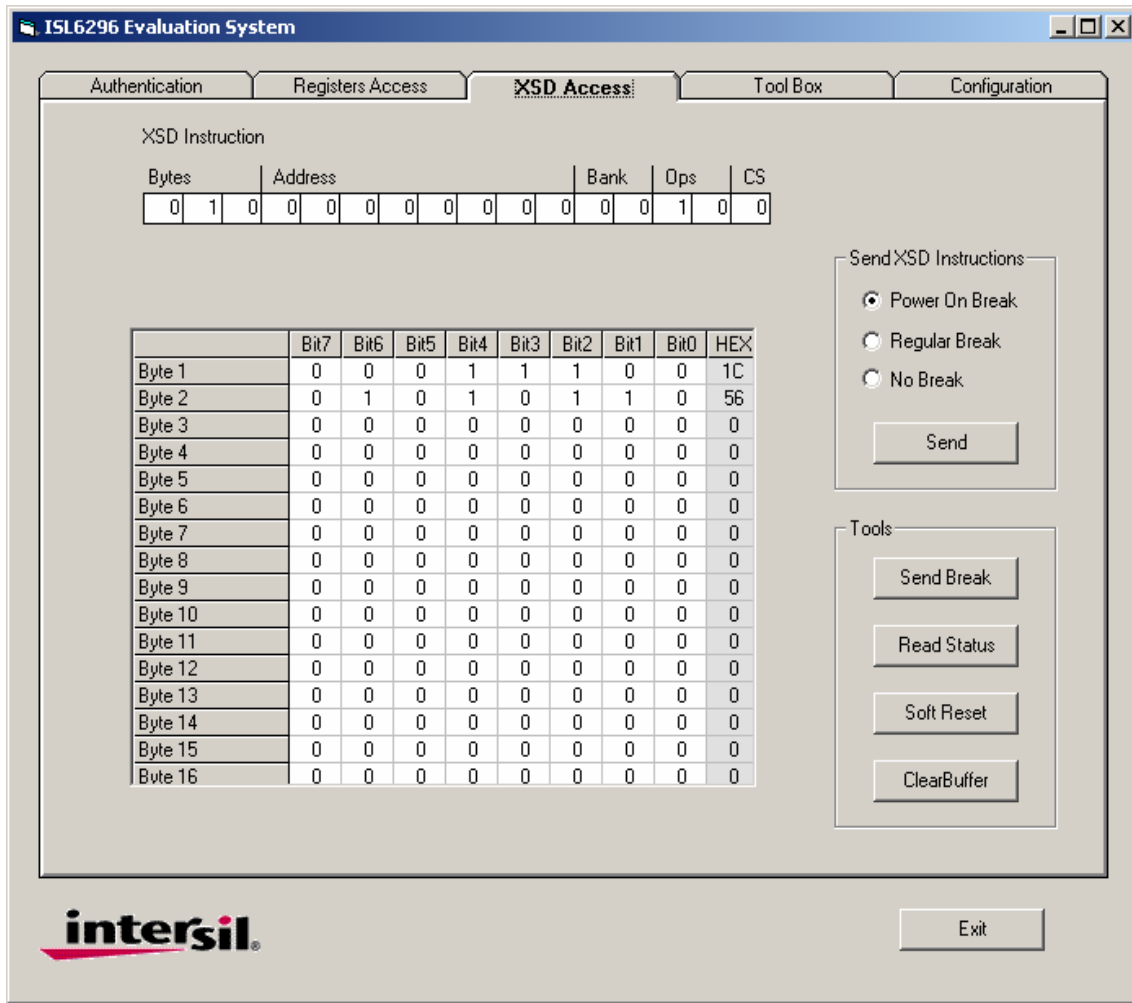 ISL6296 Evaluation System
Authentication Registers Access XSD Access Tool Box Configuration
XSD Instruction
Bytes Address Bank Ops CS
0 1 0 0 0 0 0 0 0 0 0 0 0 1 0 0
Send XSD Instructions
Power On Break
Regular Break
No Break
Send
Bit7 Bit6 Bit5 Bit4 Bit3 Bit2 Bit1 Bit0 HEX
Byte 1 0 0 0 1 1 1 0 0 1C
Byte 2 0 1 0 1 0 1 1 0 56
Byte 3 0 0 0 0 0 0 0 0 0
Byte 4 0 0 0 0 0 0 0 0 0
Byte 5 0 0 0 0 0 0 0 0 0
Byte 6 0 0 0 0 0 0 0 0 0
Byte 7 0 0 0 0 0 0 0 0 0
Byte 8 0 0 0 0 0 0 0 0 0
Byte 9 0 0 0 0 0 0 0 0 0
Byte 10 0 0 0 0 0 0 0 0 0
Byte 11 0 0 0 0 0 0 0 0 0
Byte 12 0 0 0 0 0 0 0 0 0
Byte 13 0 0 0 0 0 0 0 0 0
Byte 14 0 0 0 0 0 0 0 0 0
Byte 15 0 0 0 0 0 0 0 0 0
Byte 16 0 0 0 0 0 0 0 0 0
Tools
Send Break
Read Status
Soft Reset
ClearBuffer
intersil®
Exit